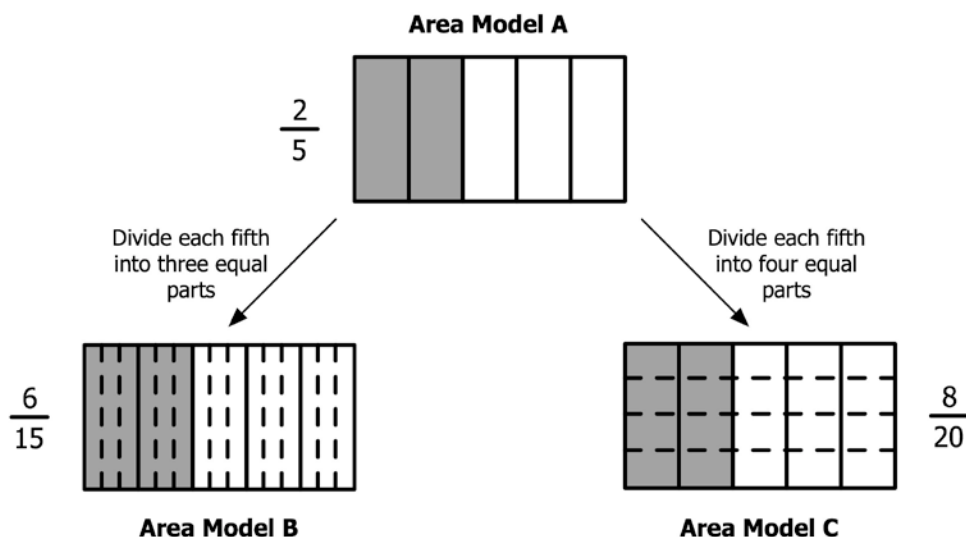 Area Model A
2
5
Divide each fifth
into three equal
parts
Divide each fifth
into four equal
parts
6
15
8
20
Area Model B
Area Model C